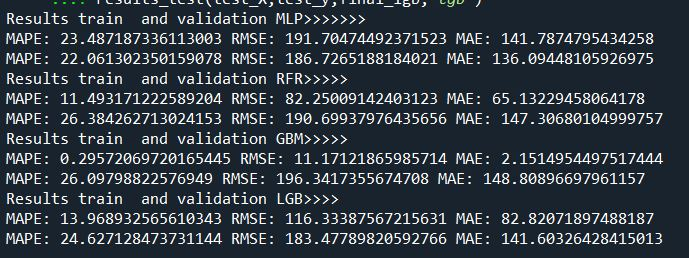 results_test(test_X,test_y,final_lgb, "lgb")
Results train  and validation MLP>>>>>>>
MAPE: 23.487187336113003 RMSE: 191.70474492371523 MAE: 141.7874795434258
MAPE: 22.061302350159078 RMSE: 186.7265188184021 MAE: 136.09448105926975
Results train  and validation RFR>>>>>
MAPE: 11.493171222589204 RMSE: 82.25009142403123 MAE: 65.13229458064178
MAPE: 26.384262713024153 RMSE: 190.69937976435656 MAE: 147.30680104999757
Results train  and validation GBM>>>>>
MAPE: 0.29572069720165445 RMSE: 11.17121865985714 MAE: 2.1514954497517444
MAPE: 26.09798822576949 RMSE: 196.3417355674708 MAE: 148.80896697961157
Results train  and validation LGB>>>>
MAPE: 13.968932565610343 RMSE: 116.33387567215631 MAE: 82.82071897488187
MAPE: 24.627128473731144 RMSE: 183.47789820592766 MAE: 141.60326428415013